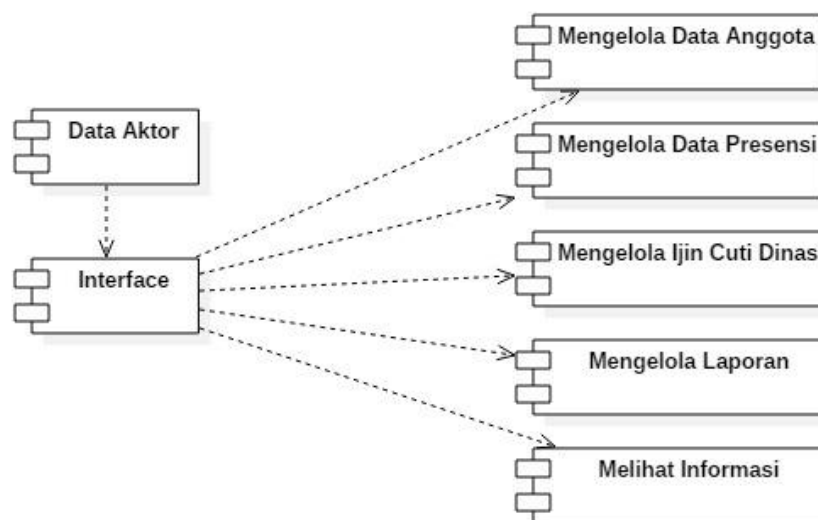 Mengelola Data Anggota
Data Aktor
Mengelola Data Presensi
Interface
Mengelola Ijin Cuti Dinas
Mengelola Laporan
Melihat Informasi